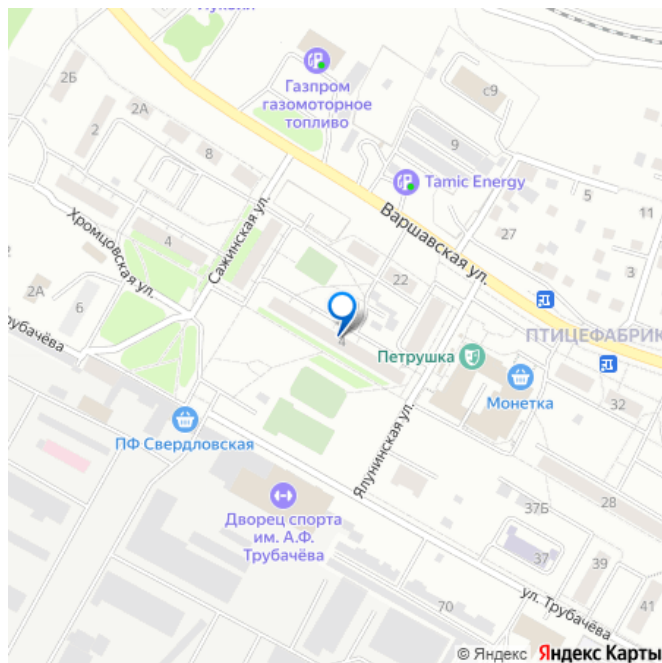 2Б
2А
2
8
Газпром
газомоторное
топливо
с9
9
Tamic Energy
5
11
27
3
Варшавская ул.
Сажинская ул.
Хромцовская ул.
4
2
2А
6
22
4
Петрушка
ПТИЦЕФАБРИК
Монетка
32
ПФ Свердловская
Ялунинская ул.
Дворец спорта
им. А.Ф.
Трубачёва
28
37Б
37
39
41
70
ул. Трубачёва
© Яндекс Яндекс Карты